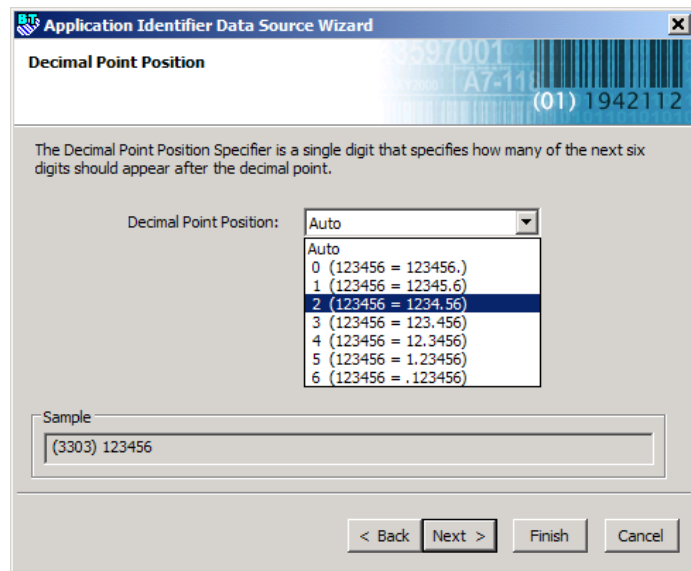 Application Identifier Data Source Wizard
Decimal Point Position
3597001
A7-118
(01) 1942112
The Decimal Point Position Specifier is a single digit that specifies how many of the next six
digits should appear after the decimal point.
Decimal Point Position: Auto
Auto
0 (123456 = 123456.)
1 (123456 = 12345.6)
2 (123456 = 1234.56)
3 (123456 = 123.456)
4 (123456 = 12.3456)
5 (123456 = 1.23456)
6 (123456 = .123456)
Sample
(3303) 123456
< Back Next > Finish Cancel